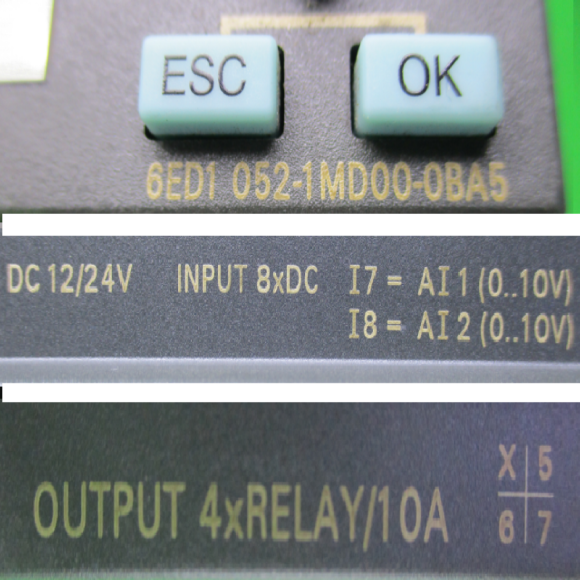 ESC OK
6ED1 052-1MD00-0BA5
DC 12/24V INPUT 8xDC I7 = AI 1 (0..10V)
I8 = AI 2 (0..10V)
X 5
OUTPUT 4xRELAY/10A 6 7